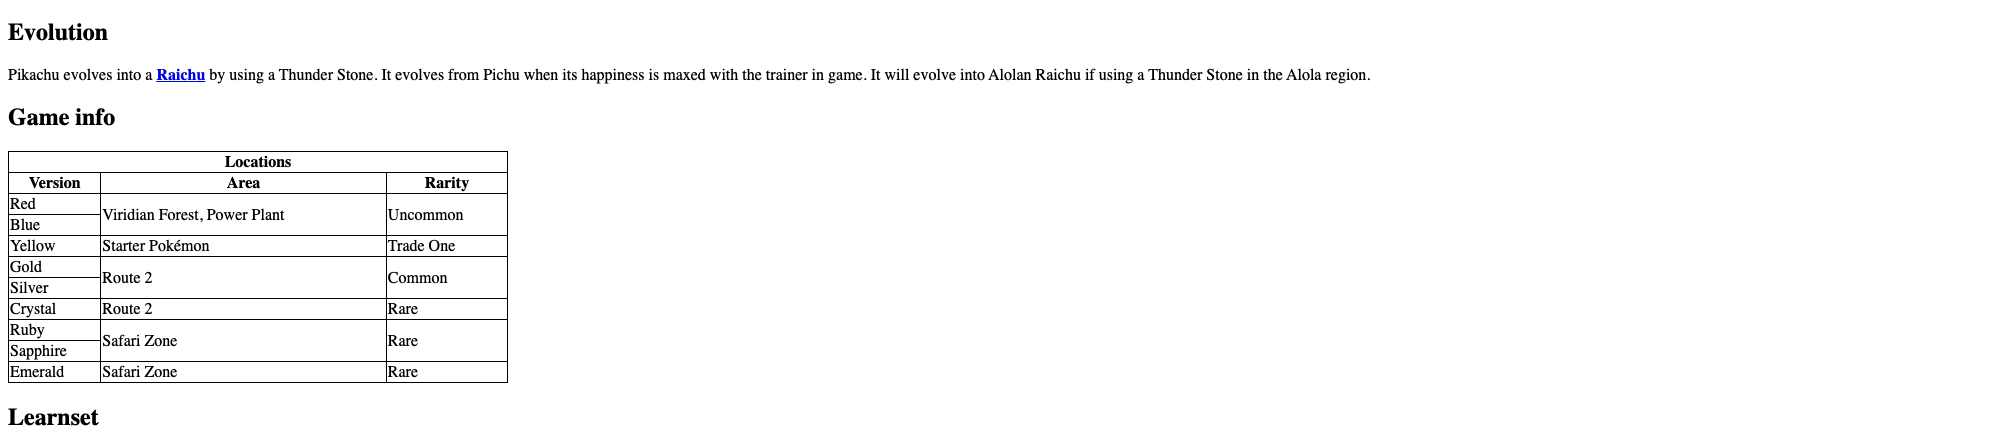 Evolution
Pikachu evolves into a Raichu by using a Thunder Stone. It evolves from Pichu when its happiness is maxed with the trainer in game. It will evolve into Alolan Raichu if using a Thunder Stone in the Alola region.
Game info
Locations
Version Area Rarity
Red
Viridian Forest, Power Plant Uncommon
Blue
Yellow Starter Pokémon Trade One
Gold
Route 2 Common
Silver
Crystal Route 2 Rare
Ruby
Safari Zone Rare
Sapphire
Emerald Safari Zone Rare
Learnset